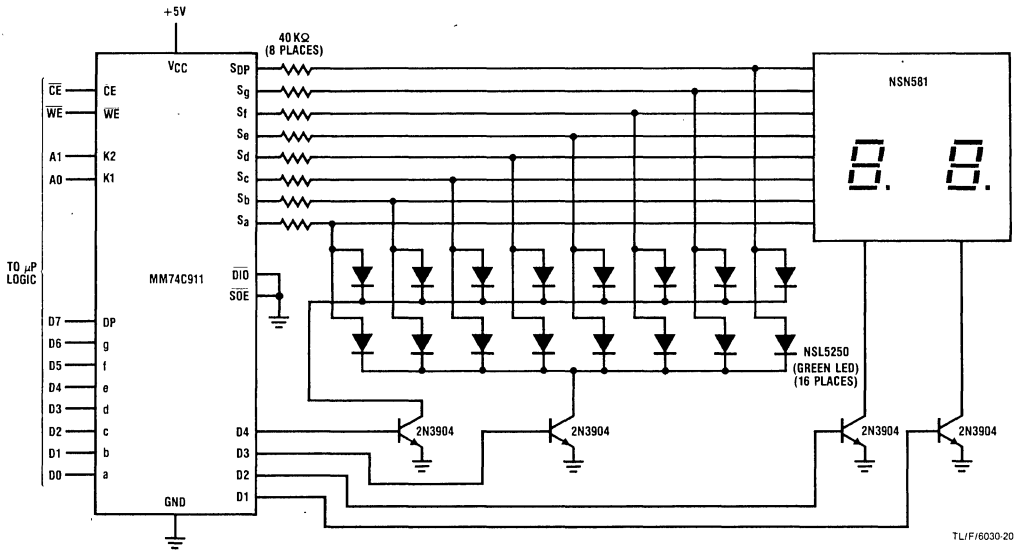 +5V
VCC
40 KΩ
(8 PLACES)
SDP
Sg
Sf
Se
Sd
Sc
Sb
Sa
NSN581
8. 8.
CE
CE
WE
WE
A1
K2
A0
K1
TO μP
LOGIC
MM74C911
DIO
SOE
D7
DP
D6
g
D5
f
D4
e
D3
d
D2
c
D1
b
D0
a
NSL5250
(GREEN LED)
(16 PLACES)
D4
D3
D2
D1
2N3904
2N3904
2N3904
2N3904
GND
TL/F/6030-20